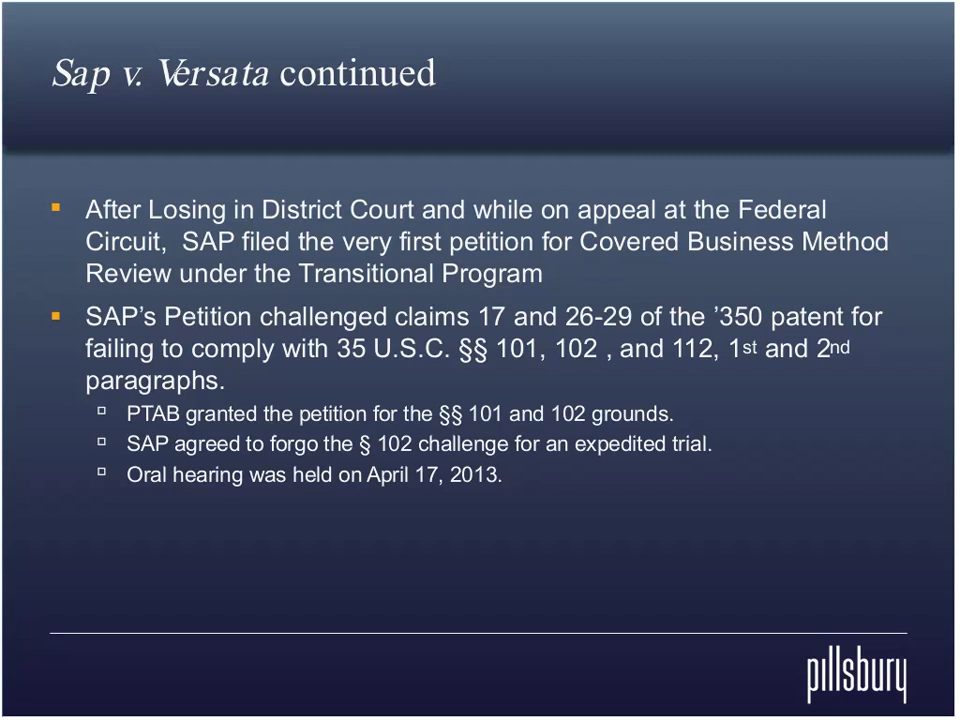 Sap v. Versata continued
▪ After Losing in District Court and while on appeal at the Federal
Circuit,  SAP filed the very first petition for Covered Business Method
Review under the Transitional Program
▪ SAP’s Petition challenged claims 17 and 26-29 of the ’350 patent for
failing to comply with 35 U.S.C. §§ 101, 102 , and 112, 1st and 2nd
paragraphs.
▫ PTAB granted the petition for the §§ 101 and 102 grounds.
▫ SAP agreed to forgo the § 102 challenge for an expedited trial.
▫ Oral hearing was held on April 17, 2013.
pillsbury